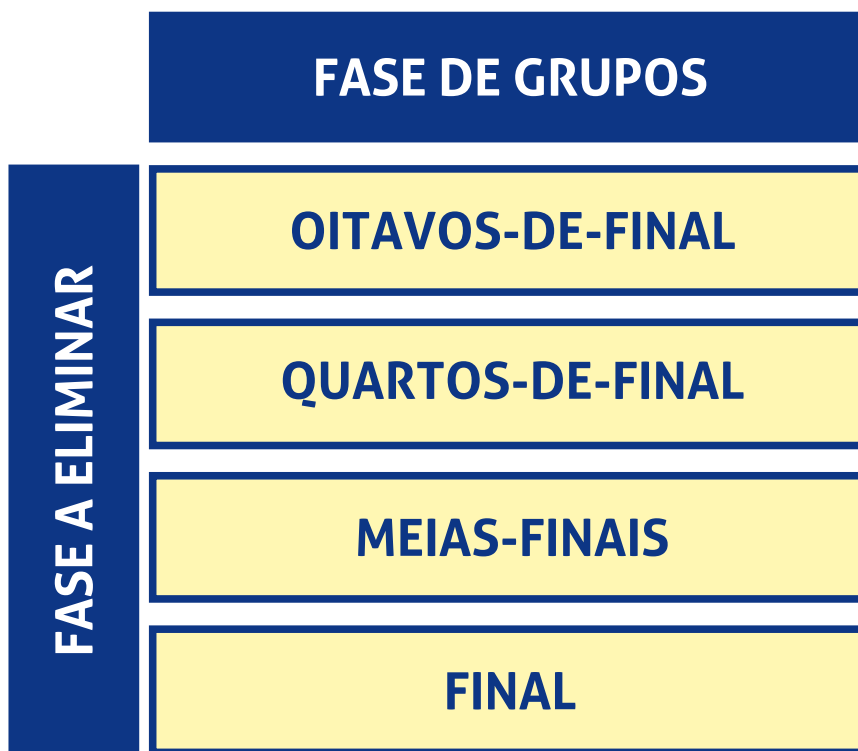 FASE DE GRUPOS
FASE A ELIMINAR
OITAVOS-DE-FINAL
QUARTOS-DE-FINAL
MEIAS-FINAIS
FINAL